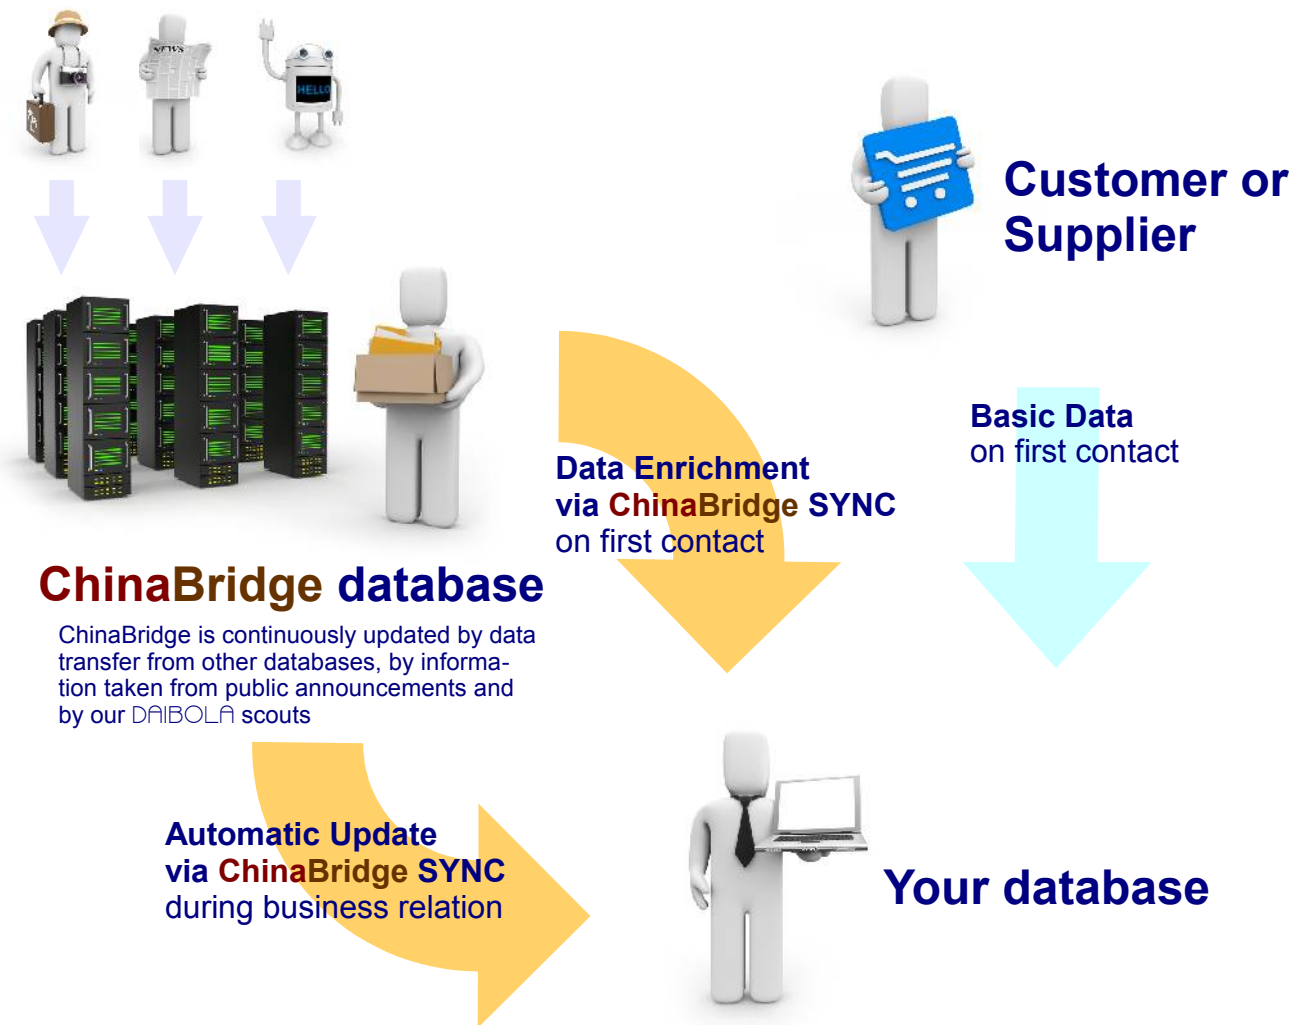 NEWS
HELLO
Customer or
Supplier
Basic Data
on first contact
Data Enrichment
via ChinaBridge SYNC
on first contact
ChinaBridge database
ChinaBridge is continuously updated by data
transfer from other databases, by informa-
tion taken from public announcements and
by our DAIBOLA scouts
Automatic Update
via ChinaBridge SYNC
during business relation
Your database